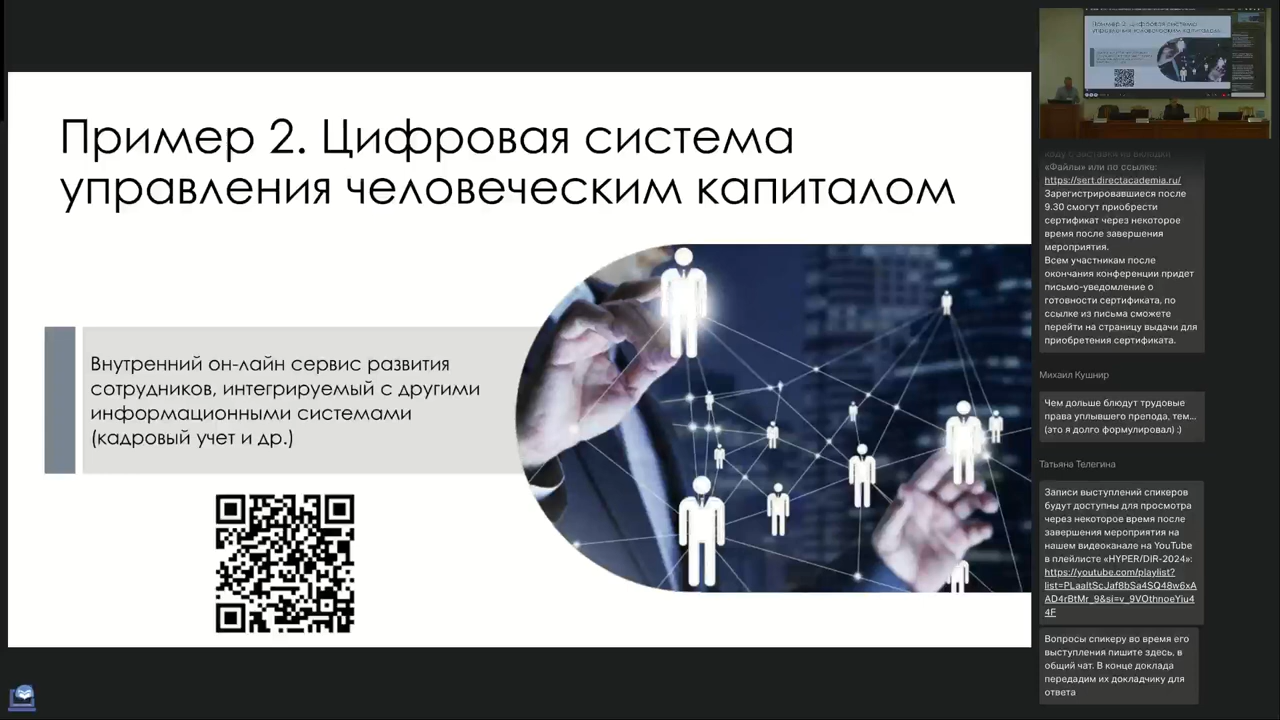 Пример 2. Цифровая система
управления человеческим капиталом
Внутренний он-лайн сервис развития
сотрудников, интегрируемый с другими
информационными системами
(кадровый учет и др.)
«Файлы» или по ссылке:
https://sert.directacademia.ru/
Зарегистрировавшиеся после
9.30 смогут приобрести
сертификат через некоторое
время после завершения
мероприятия.
Всем участникам после
окончания конференции придет
письмо-уведомление о
готовности сертификата, по
ссылке из письма сможете
перейти на страницу выдачи для
приобретения сертификата.
Михаил Кушнир
Чем дольше блюдут трудовые
права уплывшего препода, тем...
(это я долго формулировал) :)
Татьяна Телегина
Записи выступлений спикеров
будут доступны для просмотра
через некоторое время после
завершения мероприятия на
нашем видеоканале на YouTube
в плейлисте «HYPER/DIR-2024»:
https://youtube.com/playlist?
list=PLaaItScJaf8bSa4SQ48w6xA
AD4rBtMr_9&si=v_9VOthnoeYiu4
4F
Вопросы спикеру во время его
выступления пишите здесь, в
общий чат. В конце доклада
передадим их докладчику для
ответа